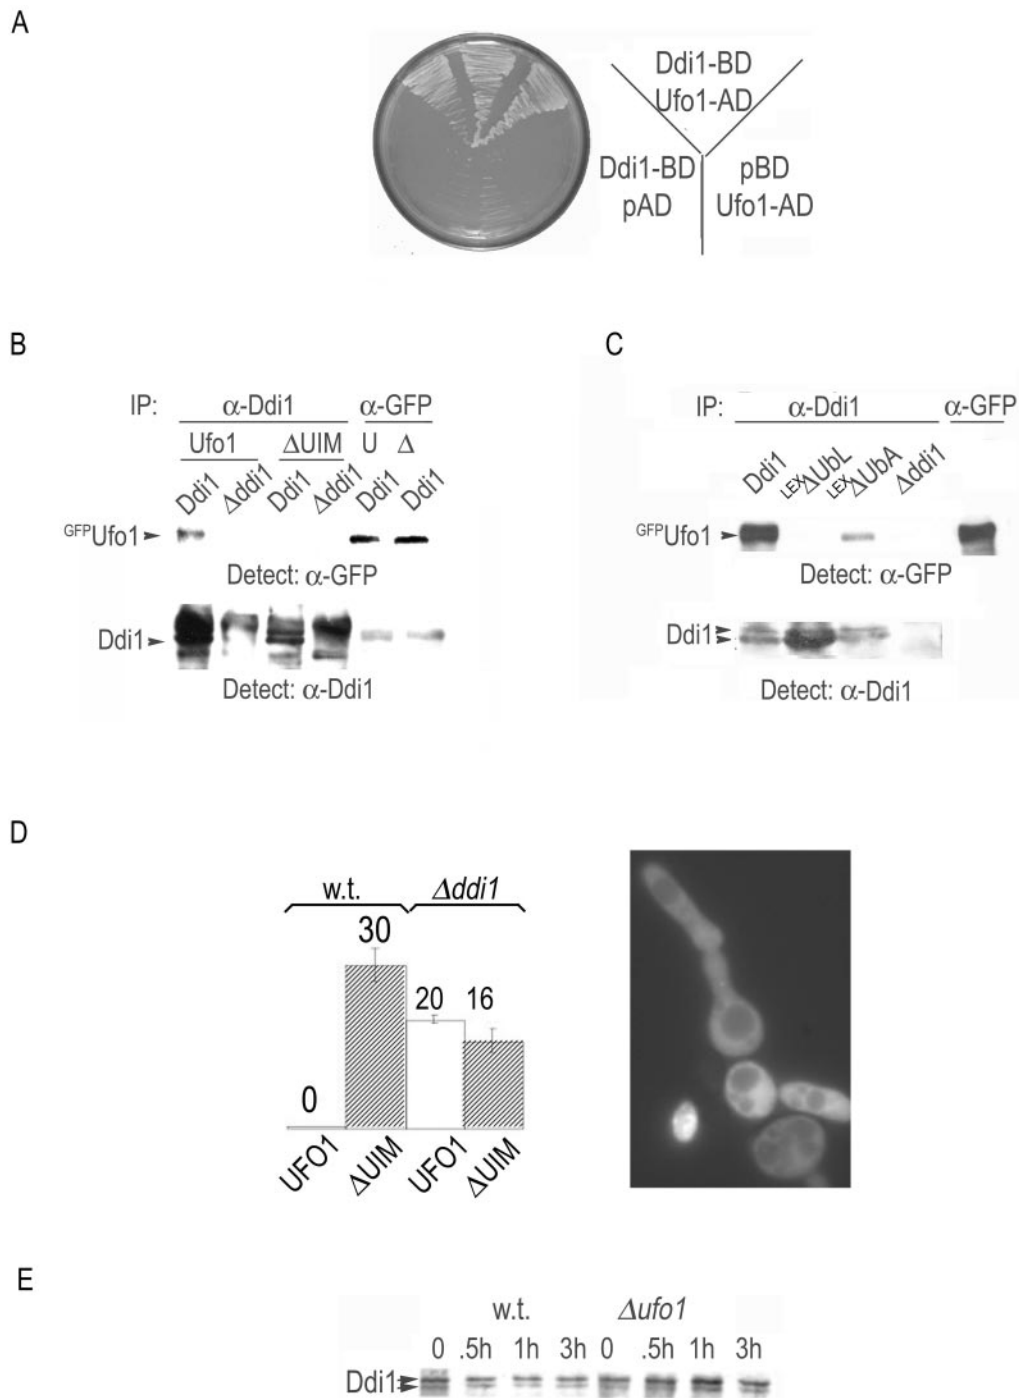 A
Ddi1-BD
Ufo1-AD
Ddi1-BD pBD
pAD Ufo1-AD
B
IP: α-Ddi1 α-GFP
Ufo1 ΔUIM U Δ
Ddi1 Δddi1 Ddi1 Δddi1 Ddi1 Ddi1
GFPUfo1
Detect: α-GFP
Ddi1
Detect: α-Ddi1
C
IP: α-Ddi1 α-GFP
Ddi1 LEXΔUbL LEXΔUbA Δddi1
GFPUfo1
Detect: α-GFP
Ddi1
Detect: α-Ddi1
D
w.t. Δddi1
30
20 16
0
UFO1 ΔUIM UFO1 ΔUIM
E
w.t. Δufo1
0 .5h 1h 3h 0 .5h 1h 3h
Ddi1